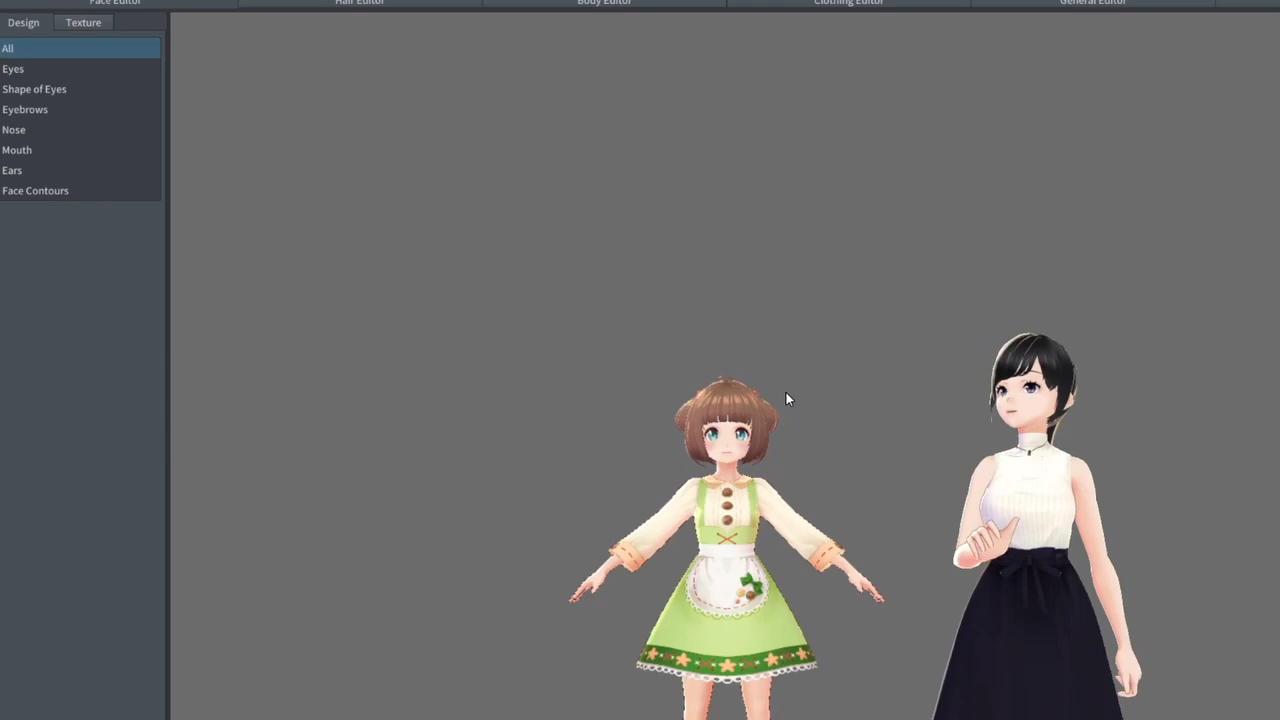 Face Editor Hair Editor Body Editor Clothing Editor General Editor
Design Texture
All
Eyes
Shape of Eyes
Eyebrows
Nose
Mouth
Ears
Face Contours